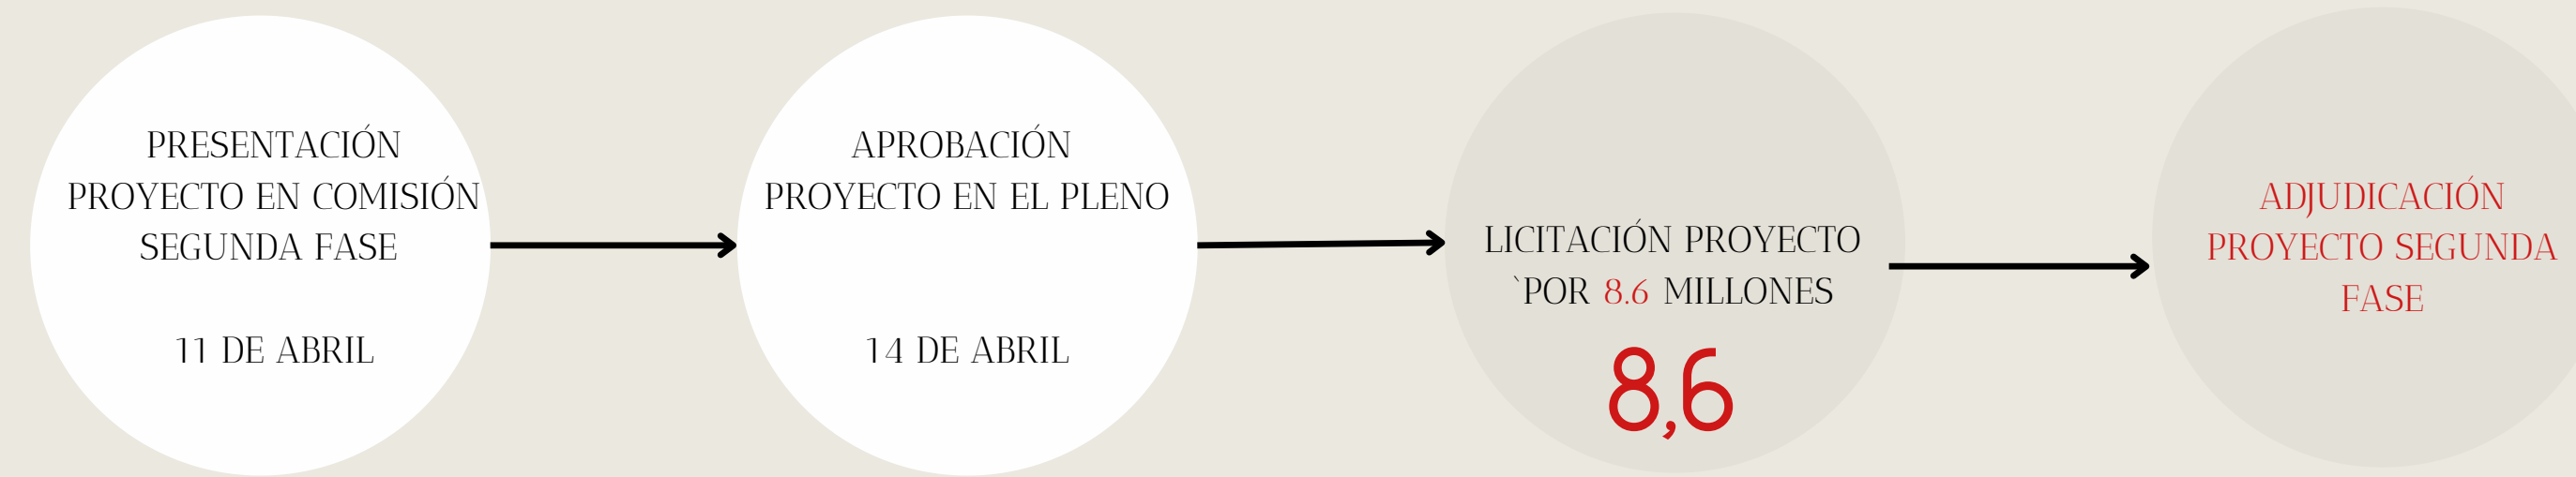 PRESENTACIÓN
PROYECTO EN COMISIÓN
SEGUNDA FASE
11 DE ABRIL
APROBACIÓN
PROYECTO EN EL PLENO
14 DE ABRIL
LICITACIÓN PROYECTO
`POR 8.6 MILLONES
8,6
ADJUDICACIÓN
PROYECTO SEGUNDA
FASE